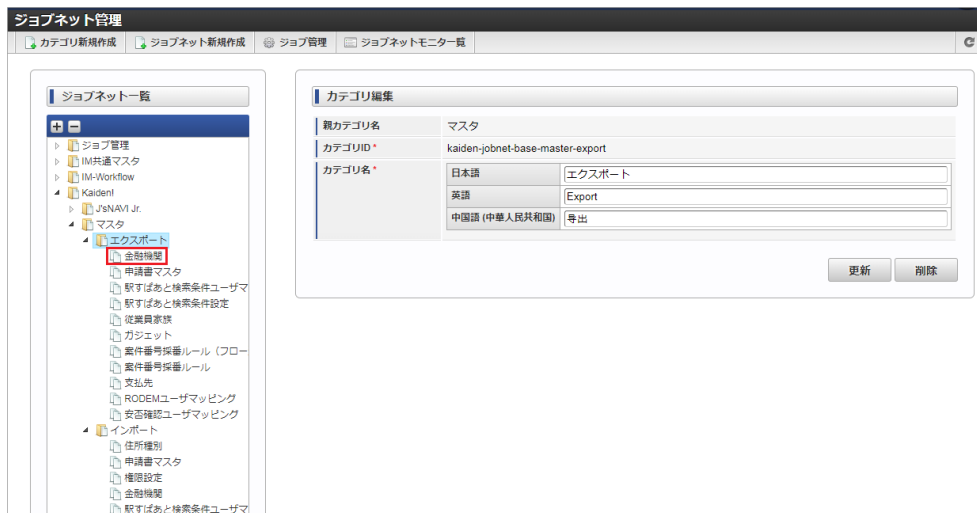 ジョブネット管理
カテゴリ新規作成 ジョブネット新規作成 ジョブ管理 ジョブネットモニタ一覧
ジョブネット一覧
ジョブ管理
IM共通マスタ
IM-Workflow
Kaiden!
J'sNAVI Jr.
マスタ
エクスポート
金融機関
申請書マスタ
駅すぱあと検索条件ユーザマ
駅すぱあと検索条件設定
従業員家族
ガジェット
案件番号採番ルール（フロー
案件番号採番ルール
支払先
RODEMユーザマッピング
安否確認ユーザマッピング
インポート
住所種別
申請書マスタ
権限設定
金融機関
駅すぱあと検索条件ユーザマ
カテゴリ編集
親カテゴリ名 マスタ
カテゴリID* kaiden-jobnet-base-master-export
カテゴリ名*
日本語 エクスポート
英語 Export
中国語 (中華人民共和国) 导出
更新 削除